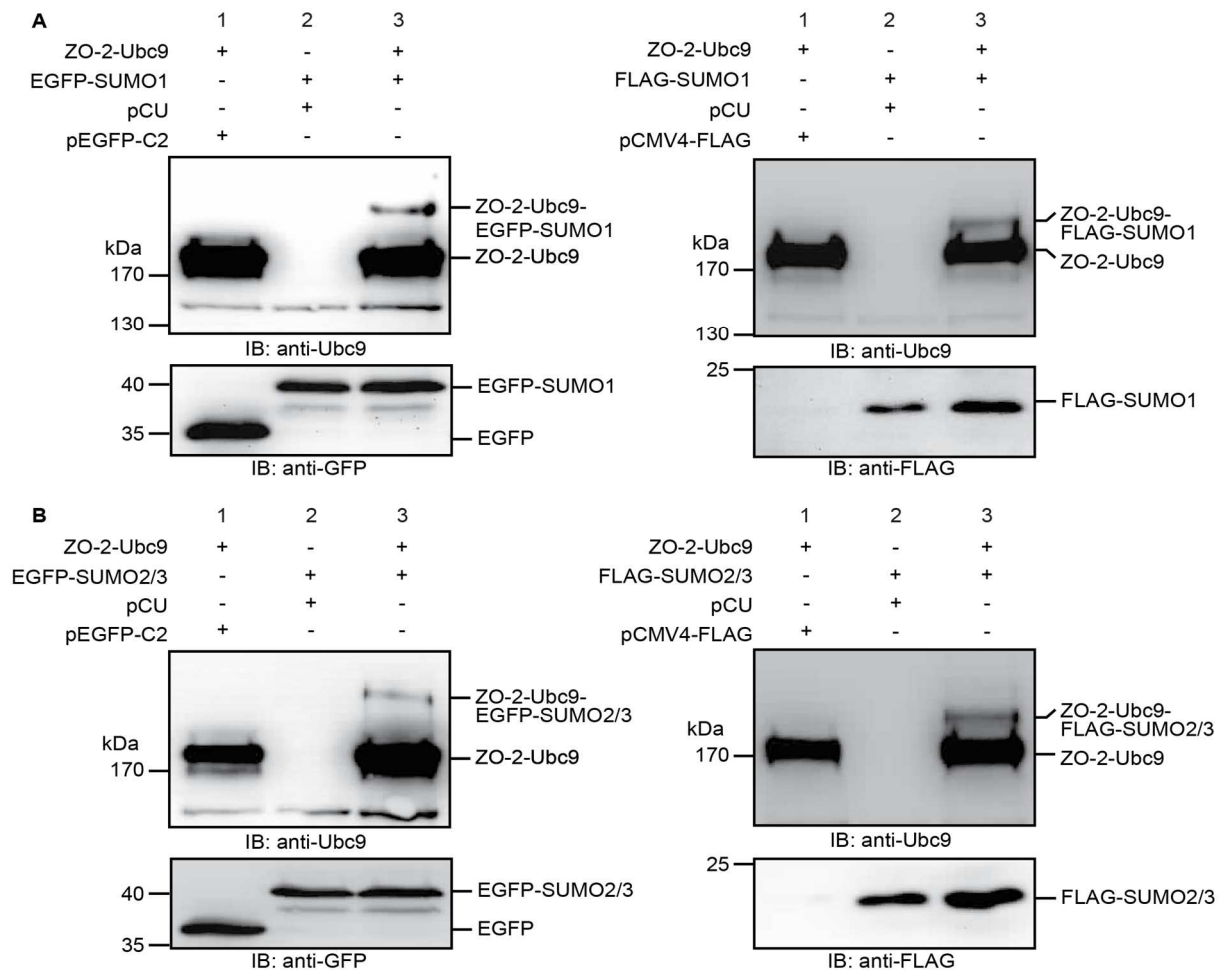 A
1 2 3
ZO-2-Ubc9 + - +
EGFP-SUMO1 - + +
pCU - + -
pEGFP-C2 + - -
kDa
170
130
ZO-2-Ubc9-
EGFP-SUMO1
ZO-2-Ubc9
IB: anti-Ubc9
40
35
EGFP-SUMO1
EGFP
IB: anti-GFP
1 2 3
ZO-2-Ubc9 + - +
FLAG-SUMO1 - + +
pCU - + -
pCMV4-FLAG + - -
kDa
170
130
ZO-2-Ubc9-
FLAG-SUMO1
ZO-2-Ubc9
IB: anti-Ubc9
25
FLAG-SUMO1
IB: anti-FLAG
B
1 2 3
ZO-2-Ubc9 + - +
EGFP-SUMO2/3 - + +
pCU - + -
pEGFP-C2 + - -
kDa
170
ZO-2-Ubc9-
EGFP-SUMO2/3
ZO-2-Ubc9
IB: anti-Ubc9
40
35
EGFP-SUMO2/3
EGFP
IB: anti-GFP
1 2 3
ZO-2-Ubc9 + - +
FLAG-SUMO2/3 - + +
pCU - + -
pCMV4-FLAG + - -
kDa
170
ZO-2-Ubc9-
FLAG-SUMO2/3
ZO-2-Ubc9
IB: anti-Ubc9
25
FLAG-SUMO2/3
IB: anti-FLAG